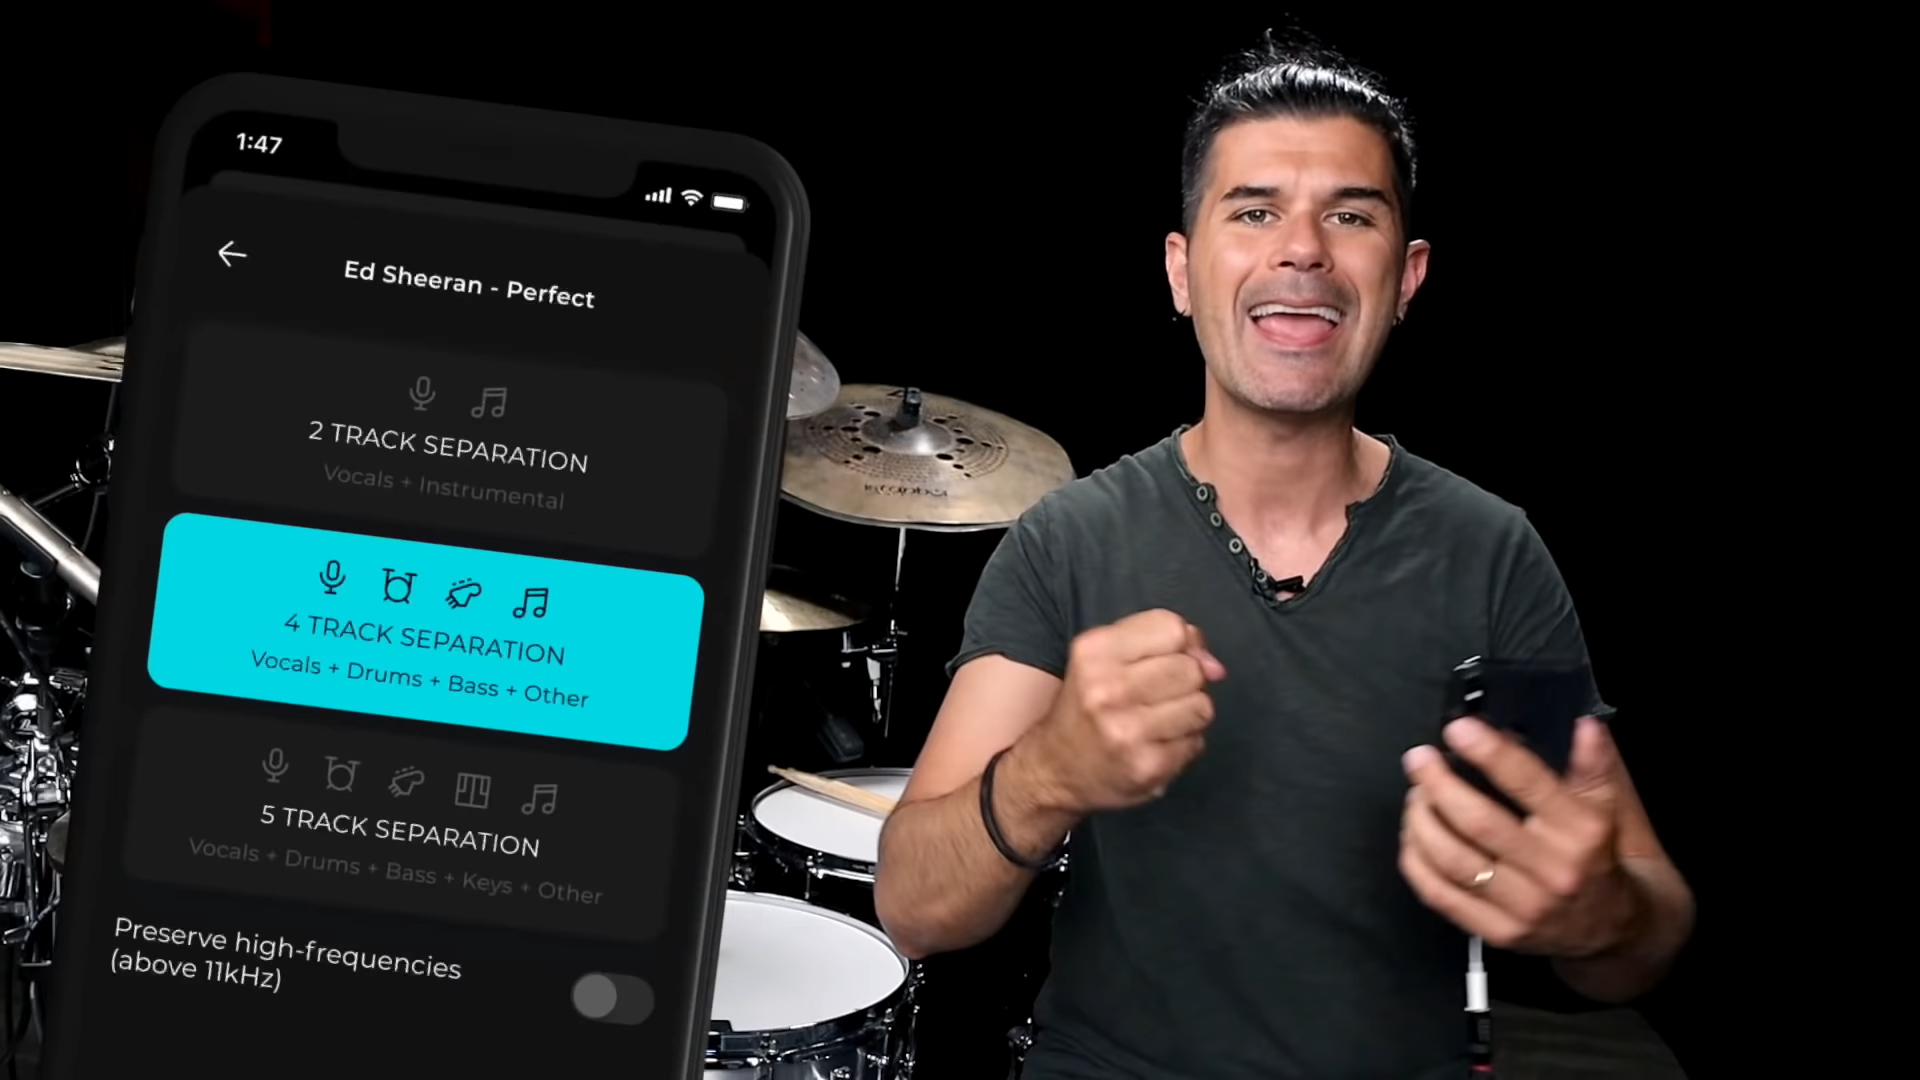 1:47
Ed Sheeran - Perfect
2 TRACK SEPARATION
Vocals + Instrumental
4 TRACK SEPARATION
Vocals + Drums + Bass + Other
5 TRACK SEPARATION
Vocals + Drums + Bass + Keys + Other
Preserve high-frequencies
(above 11kHz)